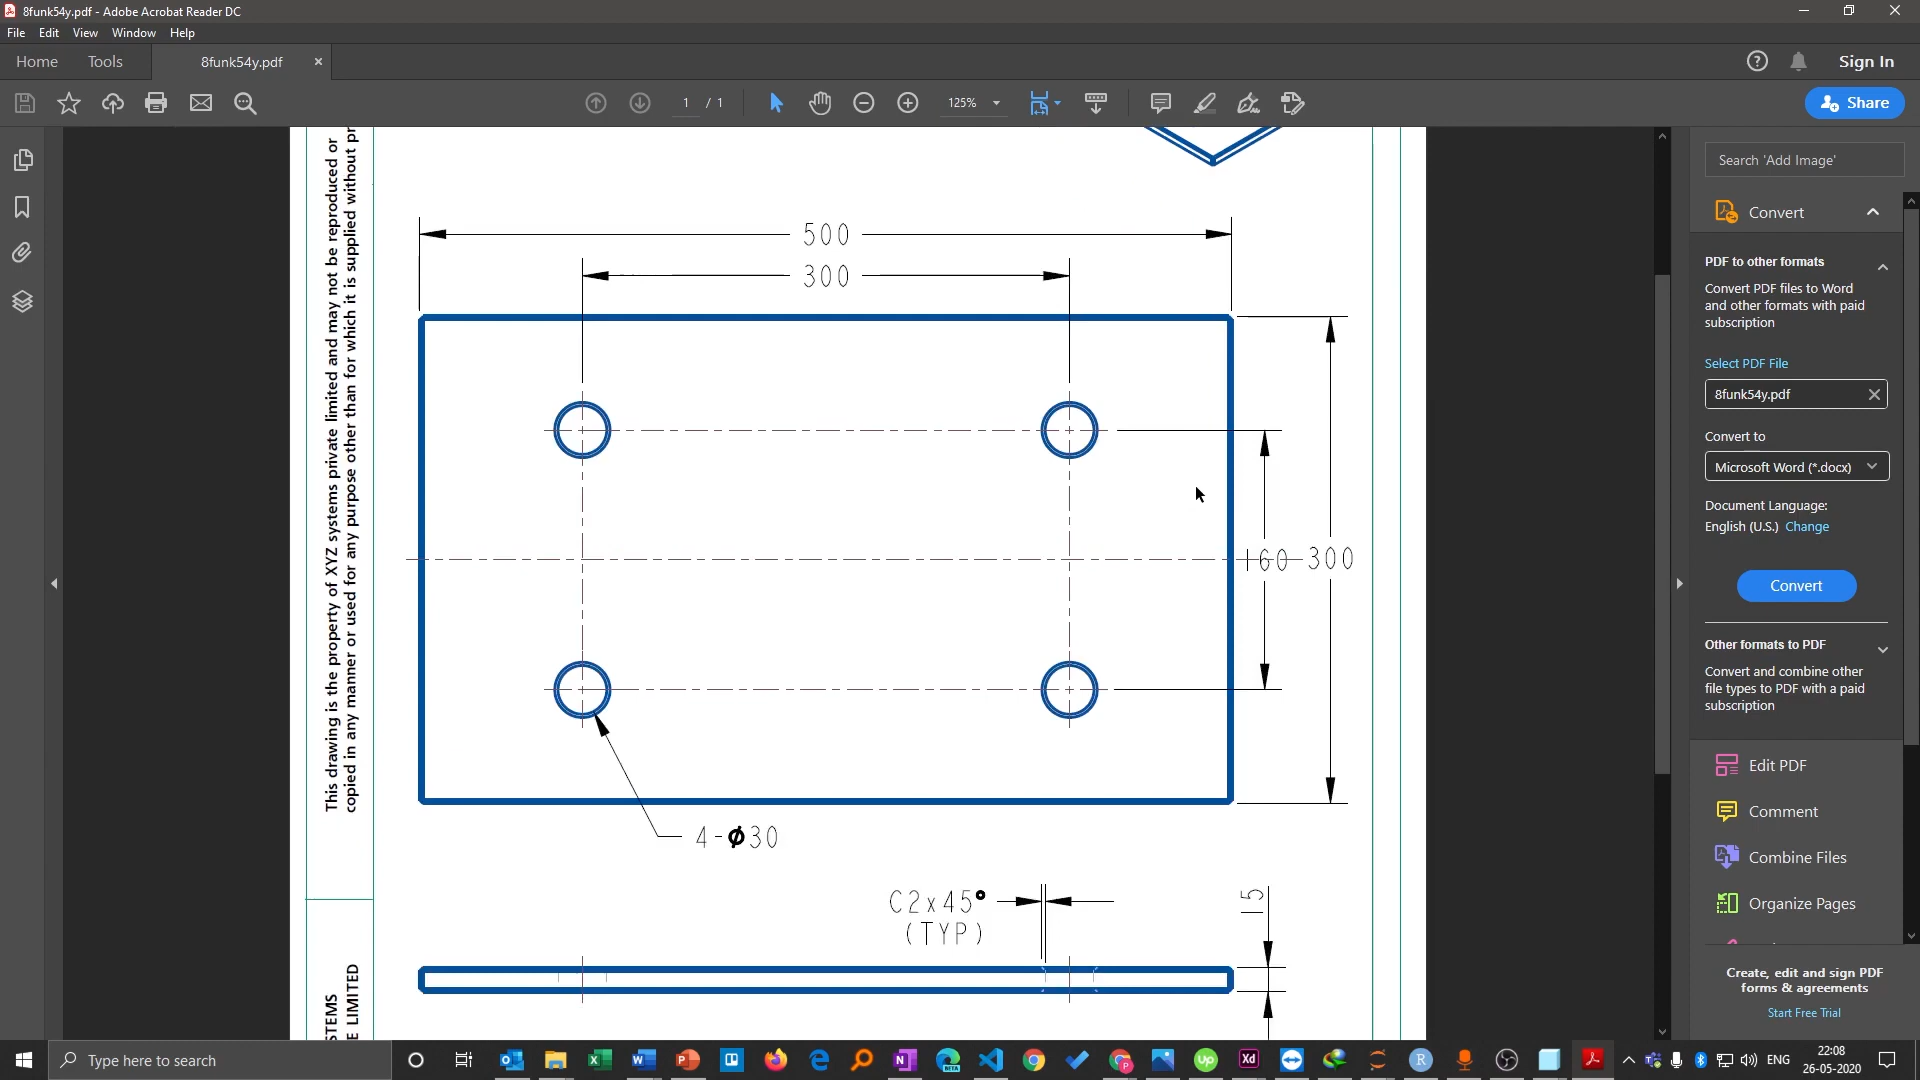 8funk54y.pdf - Adobe Acrobat Reader DC
File Edit View Window Help
Home Tools 8funk54y.pdf × Sign In
1 / 1 125% Share
This drawing is the property of XYZ systems private limited and may not be reproduced or
copied in any manner or used for any purpose other than for which it is supplied without pr
500
300
160 300
4-ϕ30
C2x45°
(TYP)
15
STEMS
E LIMITED
Search 'Add Image'
Convert
PDF to other formats
Convert PDF files to Word
and other formats with paid
subscription
Select PDF File
8funk54y.pdf
Convert to
Microsoft Word (*.docx)
Document Language:
English (U.S.) Change
Convert
Other formats to PDF
Convert and combine other
file types to PDF with a paid
subscription
Edit PDF
Comment
Combine Files
Organize Pages
Create, edit and sign PDF
forms & agreements
Start Free Trial
Type here to search
ENG
22:08
26-05-2020